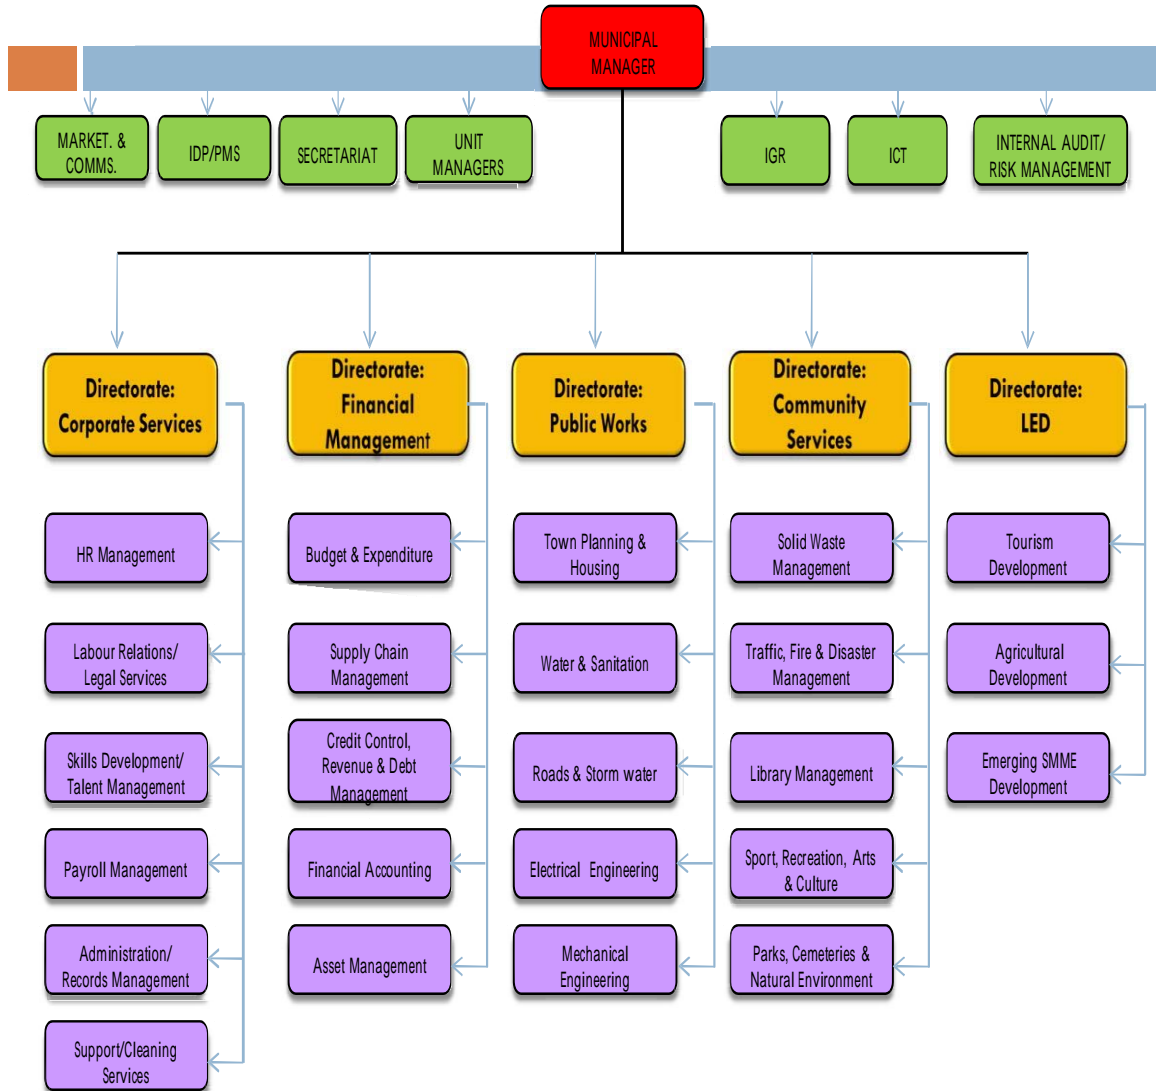 MUNICIPAL
MANAGER
MARKET. &
COMMS.
IDP/PMS
SECRETARIAT
UNIT
MANAGERS
IGR
ICT
INTERNAL AUDIT/
RISK MANAGEMENT
Directorate:
Corporate Services
Directorate:
Financial
Management
Directorate:
Public Works
Directorate:
Community
Services
Directorate:
LED
HR Management
Labour Relations/
Legal Services
Skills Development/
Talent Management
Payroll Management
Administration/
Records Management
Support/Cleaning
Services
Budget & Expenditure
Supply Chain
Management
Credit Control,
Revenue & Debt
Management
Financial Accounting
Asset Management
Town Planning &
Housing
Water & Sanitation
Roads & Storm water
Electrical Engineering
Mechanical
Engineering
Solid Waste
Management
Traffic, Fire & Disaster
Management
Library Management
Sport, Recreation, Arts
& Culture
Parks, Cemeteries &
Natural Environment
Tourism
Development
Agricultural
Development
Emerging SMME
Development